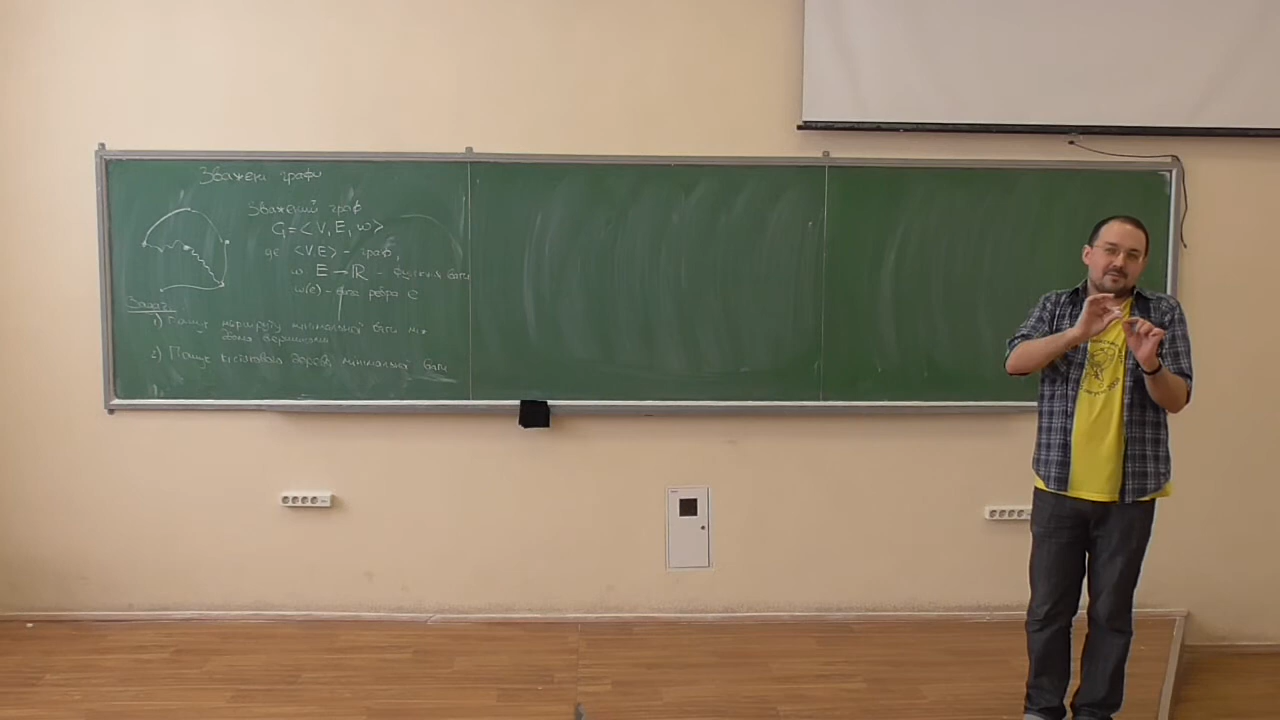 Зважені графи
Зважений граф
G = < V, E, w >
де <V, E> - граф,
w: E → ℝ - функція ваги
w(e) - вага ребра e
Задачі:
1) Пошук маршруту мінімальної ваги між
двома вершинами
2) Пошук кістякового дерева мінімальної ваги